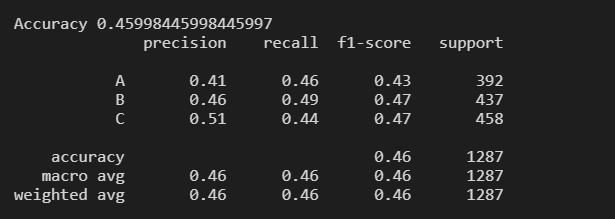 Accuracy 0.45998445998445997
precision recall f1-score support
A 0.41 0.46 0.43 392
B 0.46 0.49 0.47 437
C 0.51 0.44 0.47 458
accuracy 0.46 1287
macro avg 0.46 0.46 0.46 1287
weighted avg 0.46 0.46 0.46 1287